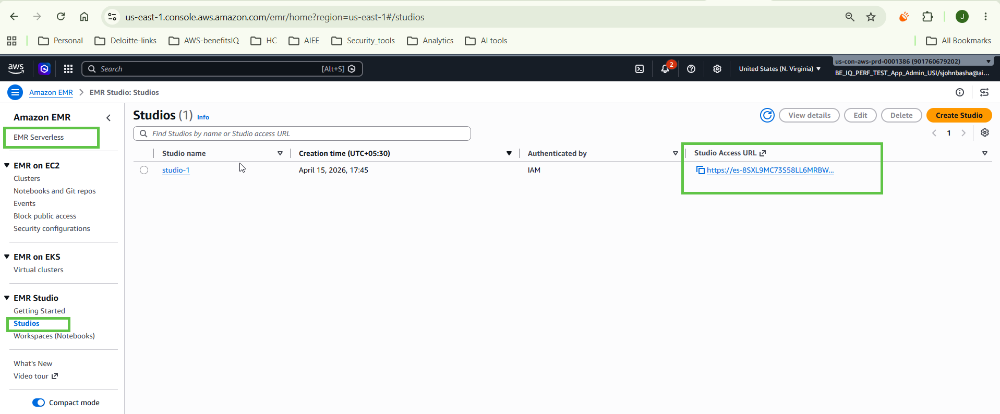 us-east-1.console.aws.amazon.com/emr/home?region=us-east-1#/studios
J
Personal Deloitte-links AWS-benefitsIQ HC AIEE Security_tools Analytics AI tools All Bookmarks
aws Search [Alt+S] 2 United States (N. Virginia) us-con-aws-prd-0001386 (901760679202)
BE_IQ_PERF_TEST_App_Admin_USI/sjohnbasha@ai...
Amazon EMR EMR Studio: Studios
Amazon EMR
EMR Serverless
EMR on EC2
Clusters
Notebooks and Git repos
Events
Block public access
Security configurations
EMR on EKS
Virtual clusters
EMR Studio
Getting Started
Studios
Workspaces (Notebooks)
What's New
Video tour
Compact mode
Studios (1) Info
View details Edit Delete Create Studio
Find Studios by name or Studio access URL
1
Studio name Creation time (UTC+05:30) Authenticated by Studio Access URL
studio-1 April 15, 2026, 17:45 IAM https://es-8SXL9MC73S58LL6MRBW...